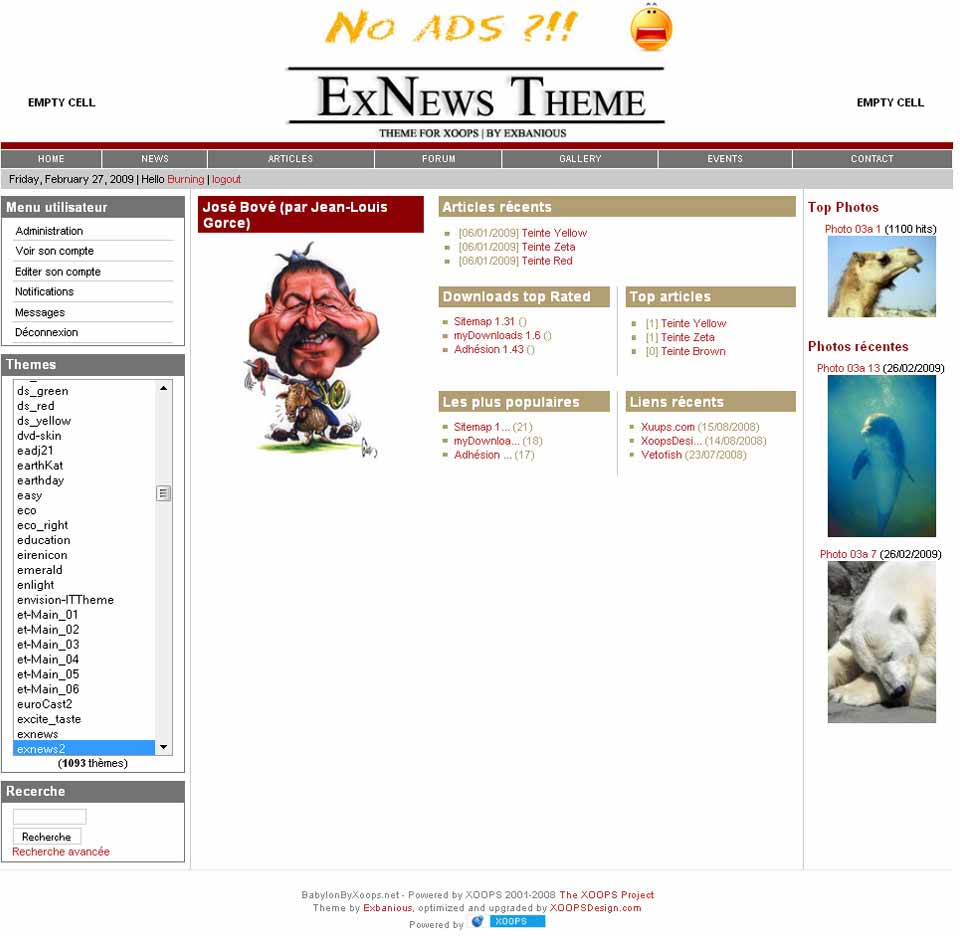 No ADS ?!!
EMPTY CELL
ExNews Theme
THEME FOR XOOPS | BY EXBANIOUS
EMPTY CELL
HOME NEWS ARTICLES FORUM GALLERY EVENTS CONTACT
Friday, February 27, 2009 | Hello Burning | logout
Menu utilisateur
Administration
Voir son compte
Editer son compte
Notifications
Messages
Déconnexion
Themes
ds_green
ds_red
ds_yellow
dvd-skin
eadj21
earthKat
earthday
easy
eco
eco_right
education
eirenicon
emerald
enlight
envision-ITTheme
et-Main_01
et-Main_02
et-Main_03
et-Main_04
et-Main_05
et-Main_06
euroCast2
excite_taste
exnews
exnews2
(1093 thèmes)
Recerche
Recherche
Recherche avancée
José Bové (par Jean-Louis
Gorce)
Articles récents
[06/01/2009] Teinte Yellow
[06/01/2009] Teinte Zeta
[06/01/2009] Teinte Red
Downloads top Rated
Sitemap 1.31 ()
myDownloads 1.6 ()
Adhésion 1.43 ()
Top articles
[1] Teinte Yellow
[1] Teinte Zeta
[0] Teinte Brown
Les plus populaires
Sitemap 1... (21)
myDownloa... (18)
Adhésion ... (17)
Liens récents
Xuups.com (15/08/2008)
XoopsDesi... (14/08/2008)
Vetofish (23/07/2008)
Top Photos
Photo 03a 1 (1100 hits)
Photos récentes
Photo 03a 13 (26/02/2009)
Photo 03a 7 (26/02/2009)
BabylonByXoops.net - Powered by XOOPS 2001-2008 The XOOPS Project
Theme by Exbanious, optimized and upgraded by XOOPSDesign.com
Powered by XOOPS